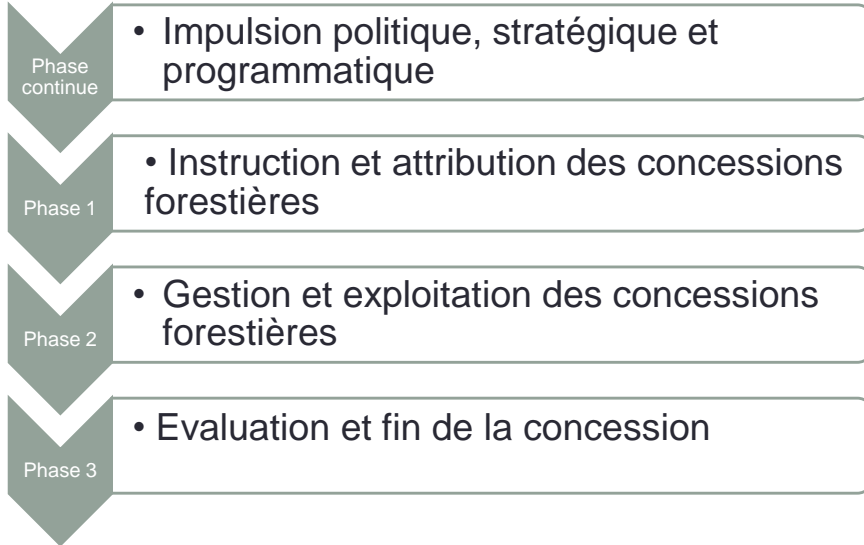 Phase
continue
• Impulsion politique, stratégique et
programmatique
Phase 1
• Instruction et attribution des concessions
forestières
Phase 2
• Gestion et exploitation des concessions
forestières
Phase 3
• Evaluation et fin de la concession